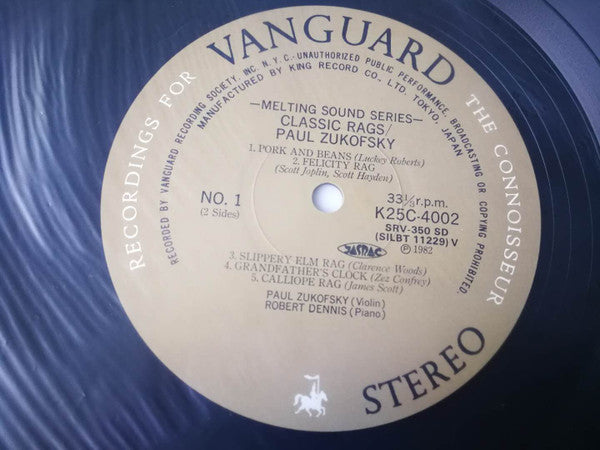 RECORDINGS FOR VANGUARD THE CONNOISSEUR
RECORDED BY VANGUARD RECORDING SOCIETY, INC. N.Y.C.·UNAUTHORIZED PUBLIC PERFORMANCE, BROADCASTING OR COPYING PROHIBITED.
MANUFACTURED BY KING RECORD CO., LTD. TOKYO, JAPAN
—MELTING SOUND SERIES—
CLASSIC RAGS/
PAUL ZUKOFSKY
1. PORK AND BEANS (Luckey Roberts)
2. FELICITY RAG
(Scott Joplin, Scott Hayden)
NO. 1
(2 Sides)
33⅓r.p.m.
K25C-4002
SRV-350 SD
(SILBT 11229) V
JASRAC
Ⓟ 1982
3. SLIPPERY ELM RAG (Clarence Woods)
4. GRANDFATHER'S CLOCK (Zez Confrey)
5. CALLIOPE RAG (James Scott)
PAUL ZUKOFSKY (Violin)
ROBERT DENNIS (Piano)
STEREO